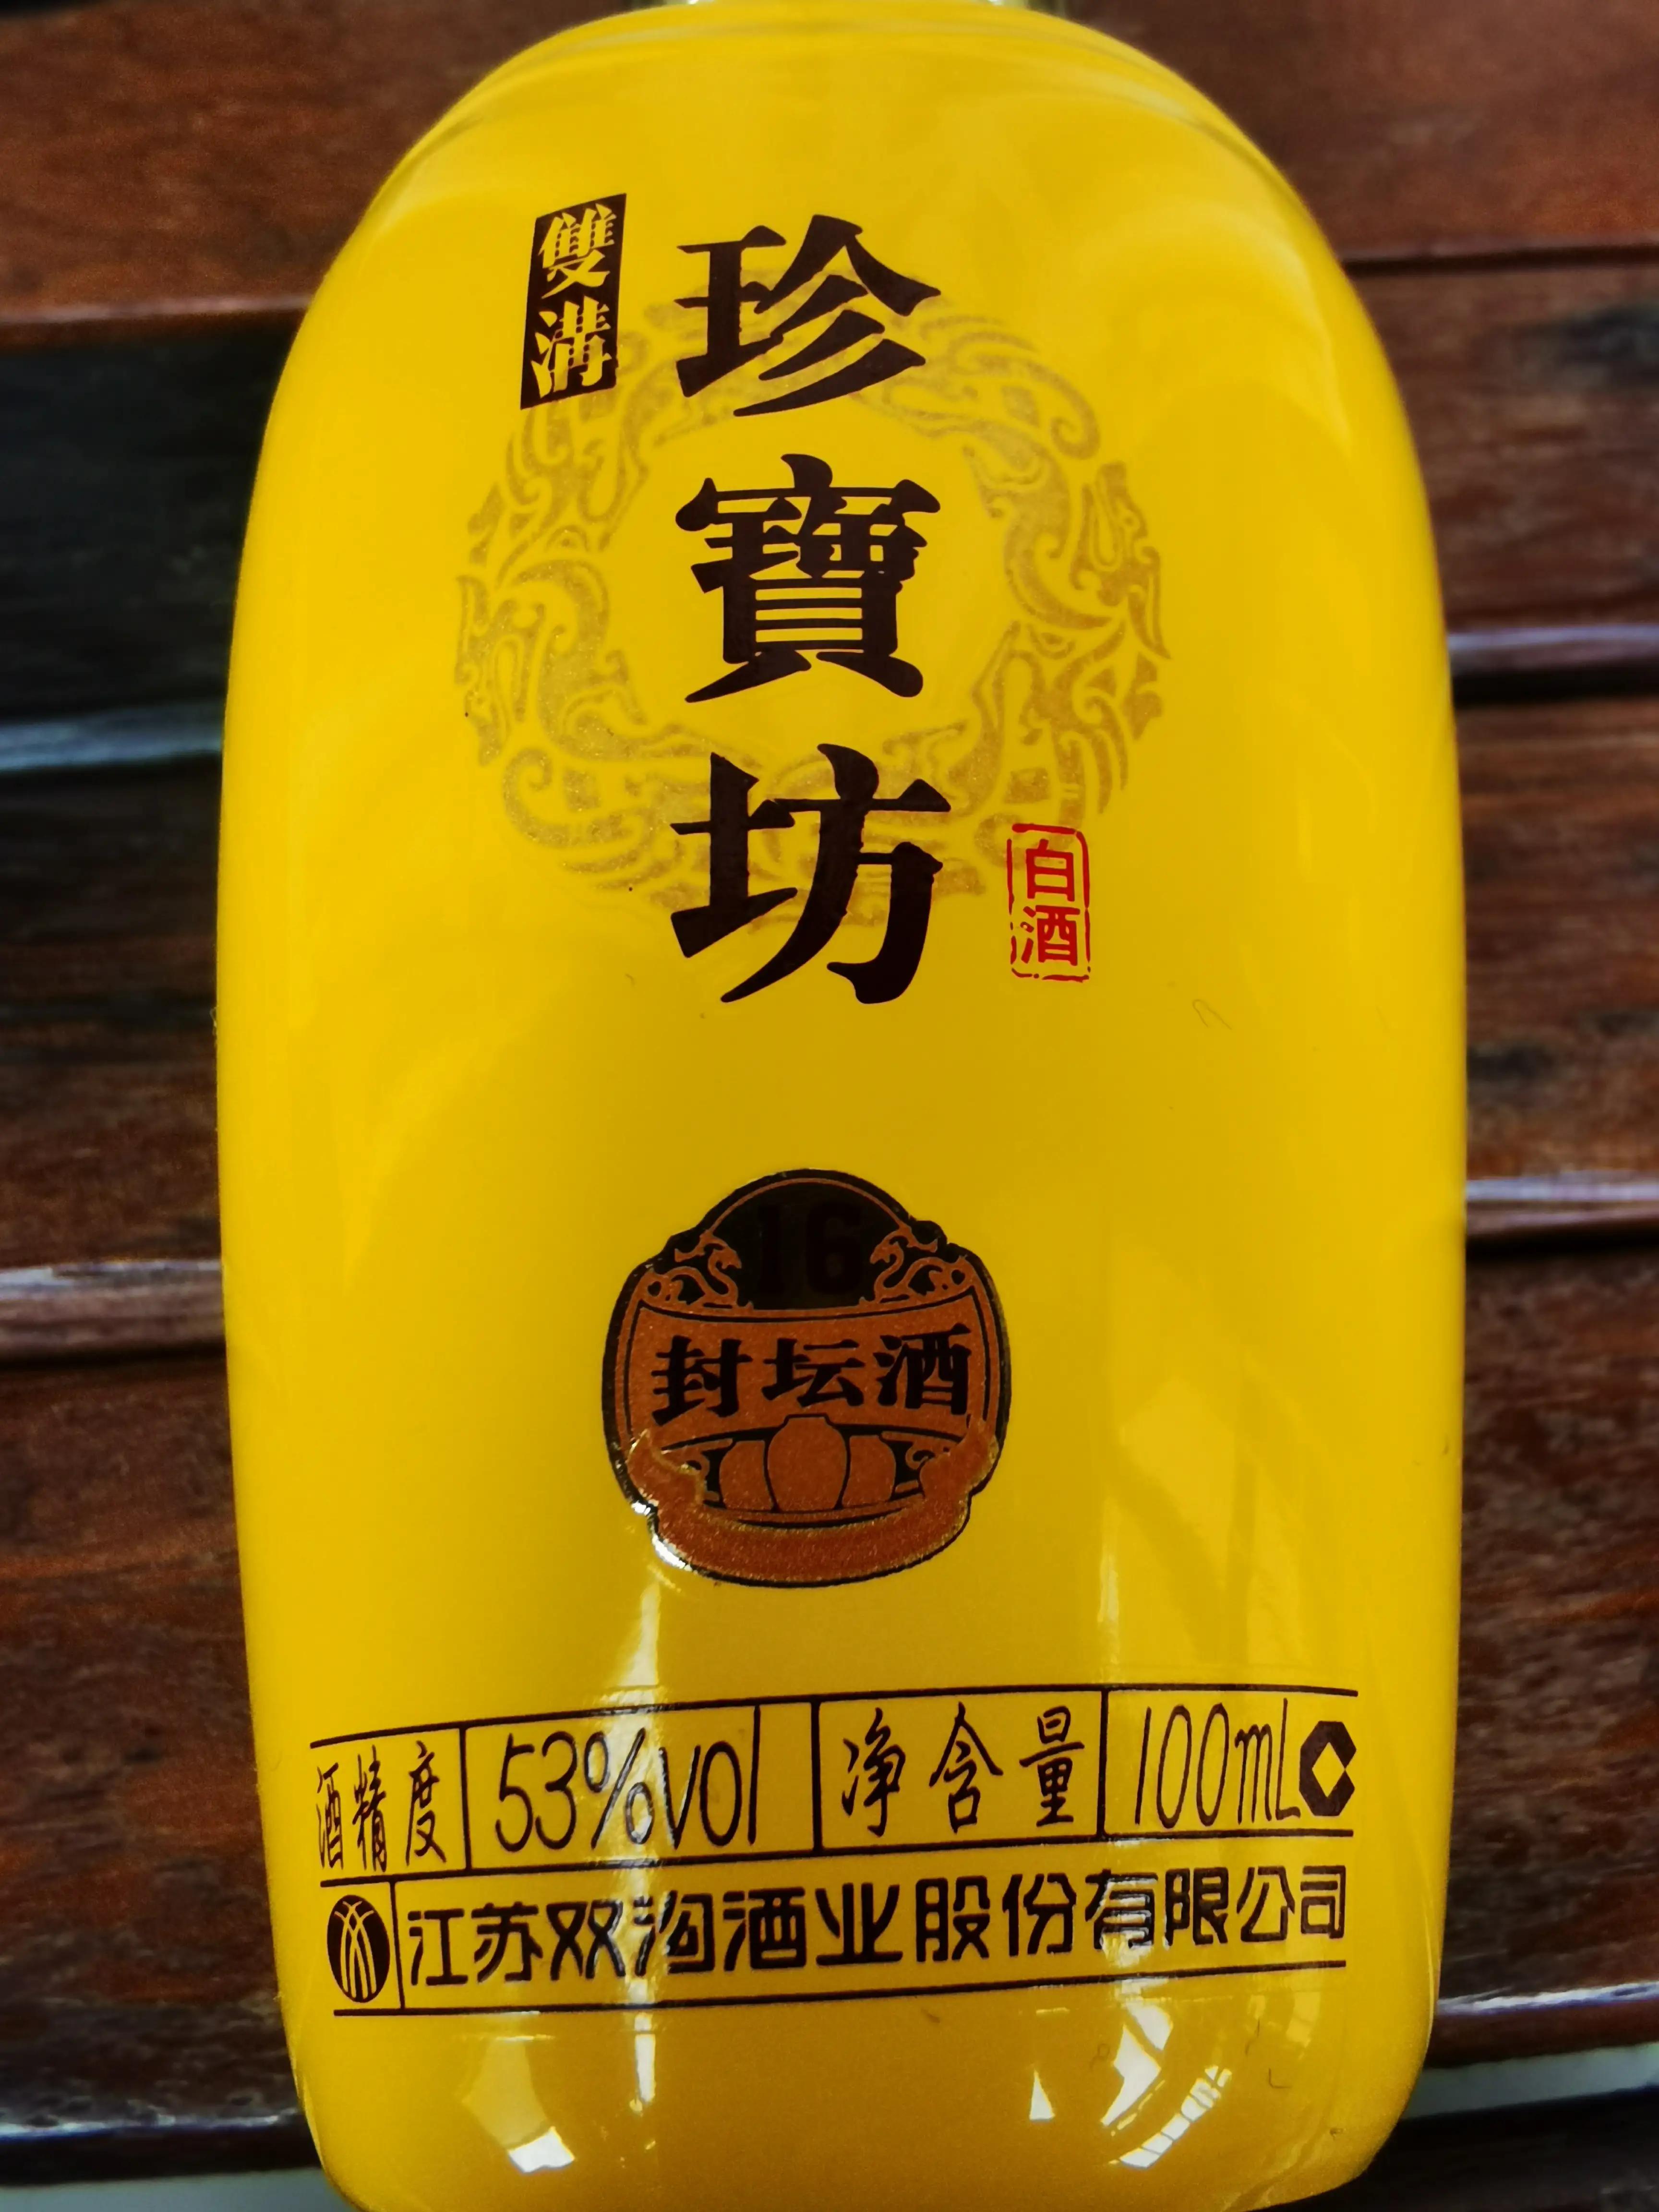 雙溝
珍寶坊
白酒
16
封坛酒
酒精度 53%vol 净含量 100mL
江苏双沟酒业股份有限公司